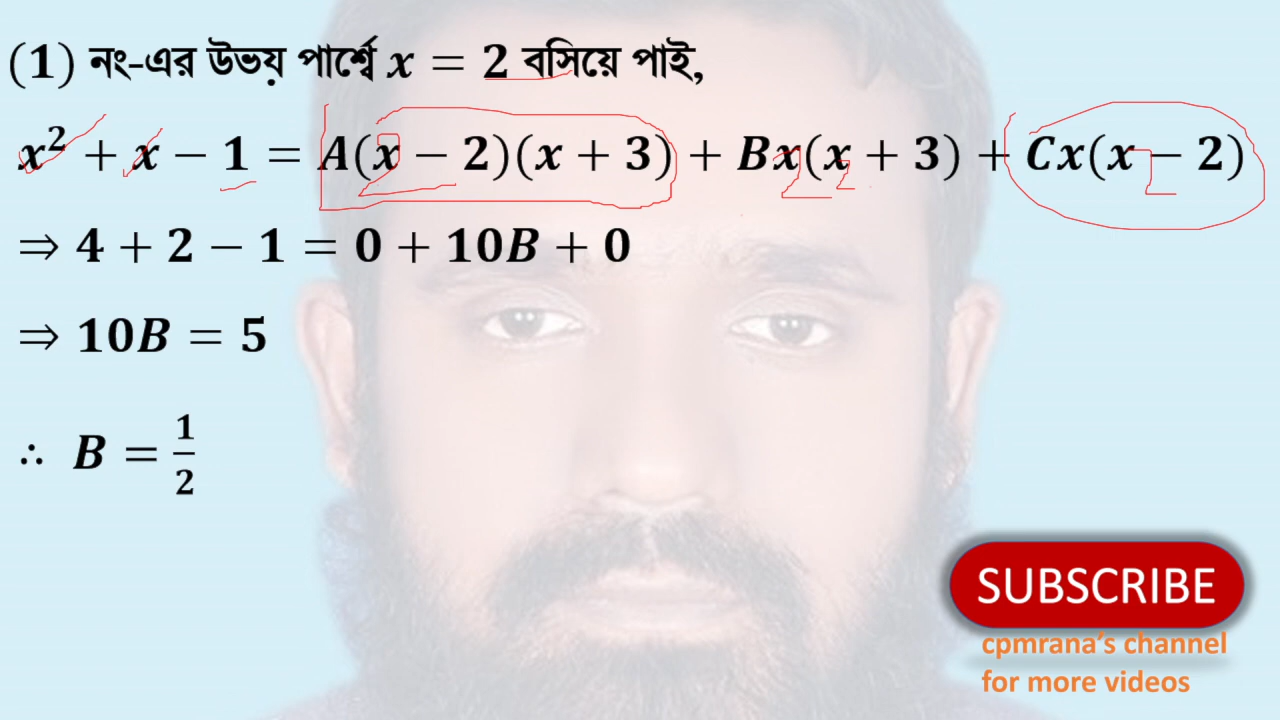 (1) নং-এর উভয় পার্শ্বে x = 2 বসিয়ে পাই,
x² + x − 1 = A(x − 2)(x + 3) + Bx(x + 3) + Cx(x − 2)
⇒ 4 + 2 − 1 = 0 + 10B + 0
⇒ 10B = 5
∴ B = 1/2
SUBSCRIBE
cpmrana’s channel
for more videos